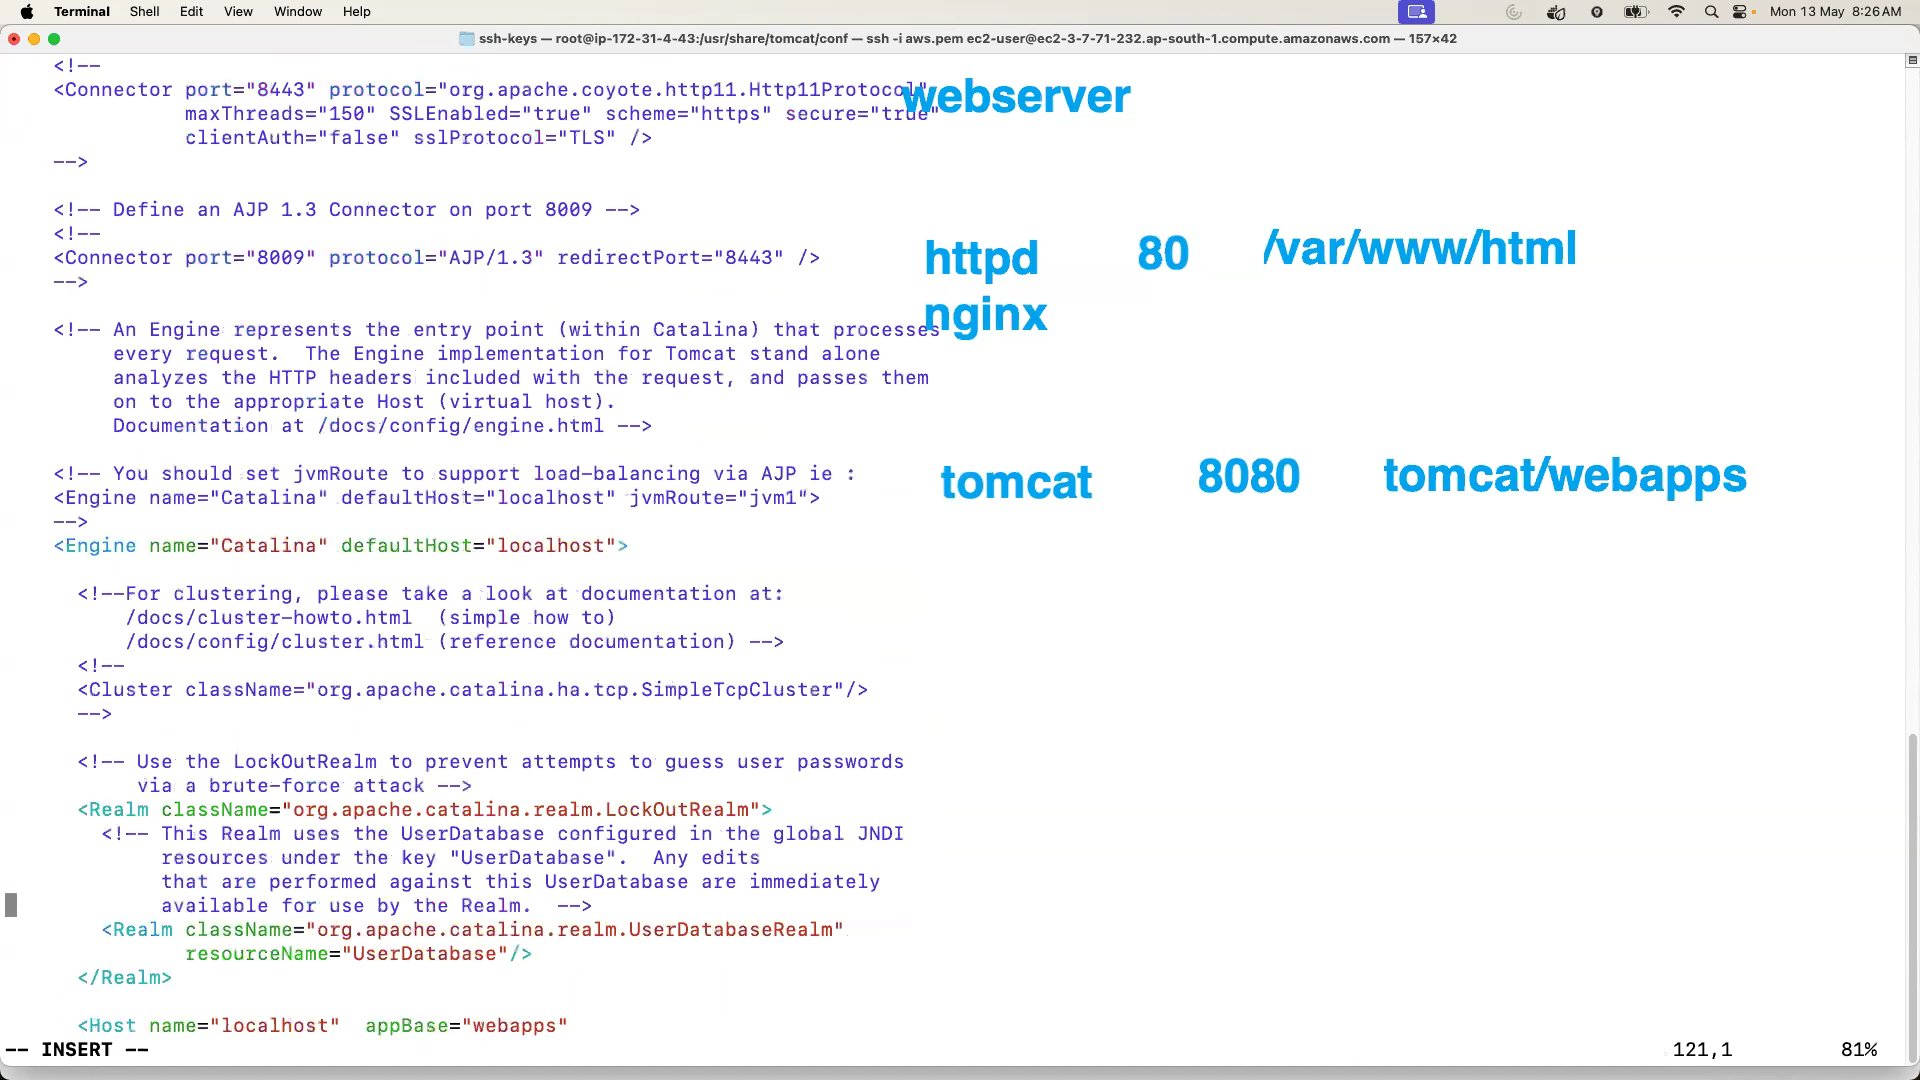 Terminal Shell Edit View Window Help Mon 13 May 8:26 AM
ssh-keys — root@ip-172-31-4-43:/usr/share/tomcat/conf — ssh -i aws.pem ec2-user@ec2-3-7-71-232.ap-south-1.compute.amazonaws.com — 157×42
<!--
<Connector port="8443" protocol="org.apache.coyote.http11.Http11Protocol"
maxThreads="150" SSLEnabled="true" scheme="https" secure="true"
clientAuth="false" sslProtocol="TLS" />
-->
webserver
<!-- Define an AJP 1.3 Connector on port 8009 -->
<!--
<Connector port="8009" protocol="AJP/1.3" redirectPort="8443" />
-->
httpd 80 /var/www/html
nginx
<!-- An Engine represents the entry point (within Catalina) that processes
every request.  The Engine implementation for Tomcat stand alone
analyzes the HTTP headers included with the request, and passes them
on to the appropriate Host (virtual host).
Documentation at /docs/config/engine.html -->
<!-- You should set jvmRoute to support load-balancing via AJP ie :
<Engine name="Catalina" defaultHost="localhost" jvmRoute="jvm1">
-->
tomcat 8080 tomcat/webapps
<Engine name="Catalina" defaultHost="localhost">
<!--For clustering, please take a look at documentation at:
/docs/cluster-howto.html  (simple how to)
/docs/config/cluster.html (reference documentation) -->
<!--
<Cluster className="org.apache.catalina.ha.tcp.SimpleTcpCluster"/>
-->
<!-- Use the LockOutRealm to prevent attempts to guess user passwords
via a brute-force attack -->
<Realm className="org.apache.catalina.realm.LockOutRealm">
<!-- This Realm uses the UserDatabase configured in the global JNDI
resources under the key "UserDatabase".  Any edits
that are performed against this UserDatabase are immediately
available for use by the Realm.  -->
<Realm className="org.apache.catalina.realm.UserDatabaseRealm"
resourceName="UserDatabase"/>
</Realm>
<Host name="localhost"  appBase="webapps"
-- INSERT -- 121,1 81%